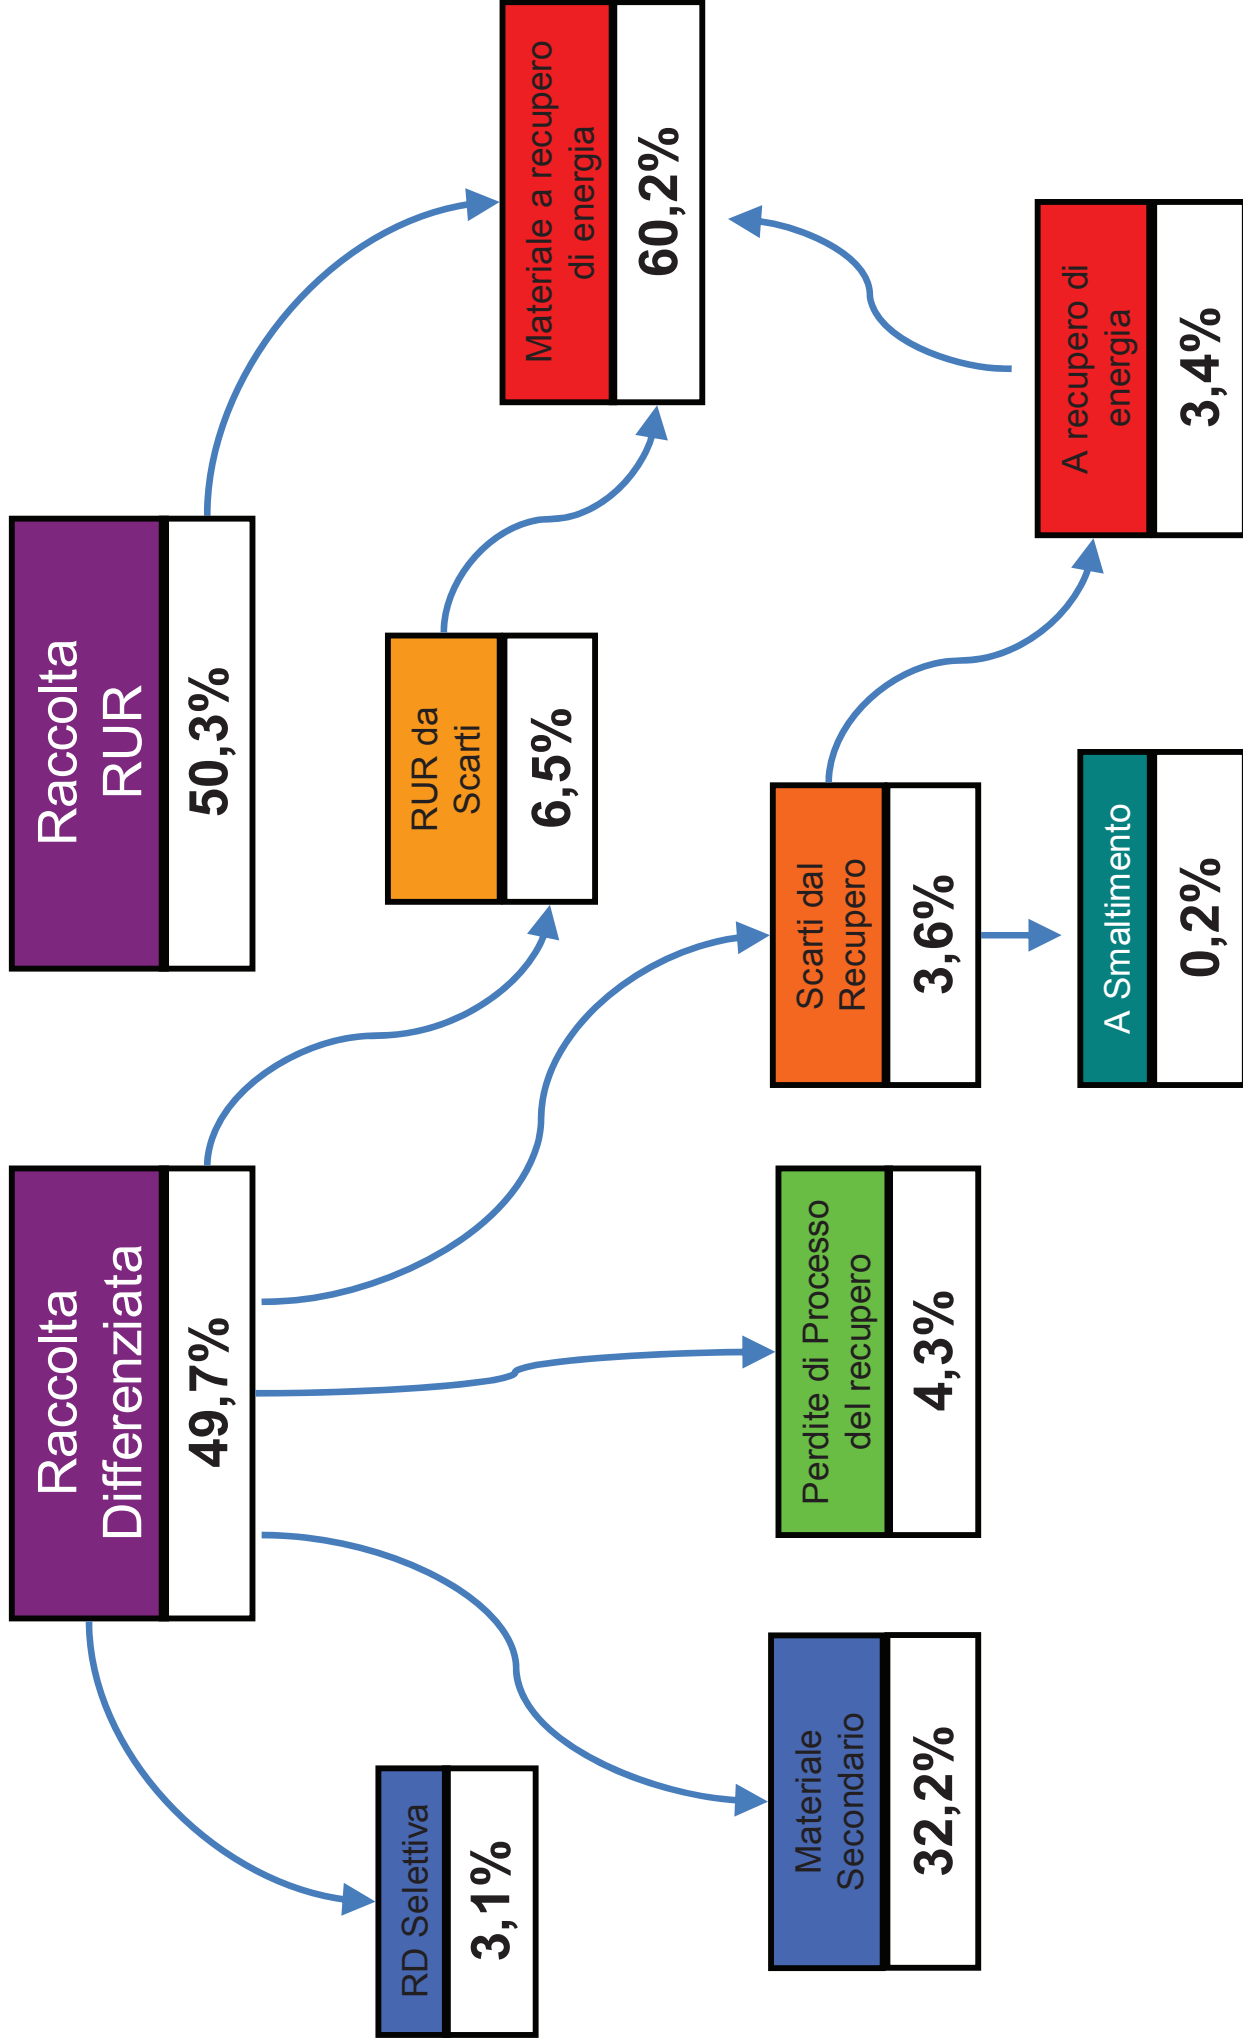 Raccolta
Differenziata
49,7%
Raccolta
RUR
50,3%
RD Selettiva
3,1%
RUR da
Scarti
6,5%
Materiale a recupero
di energia
60,2%
Materiale
Secondario
32,2%
Perdite di Processo
del recupero
4,3%
Scarti dal
Recupero
3,6%
A Smaltimento
0,2%
A recupero di
energia
3,4%